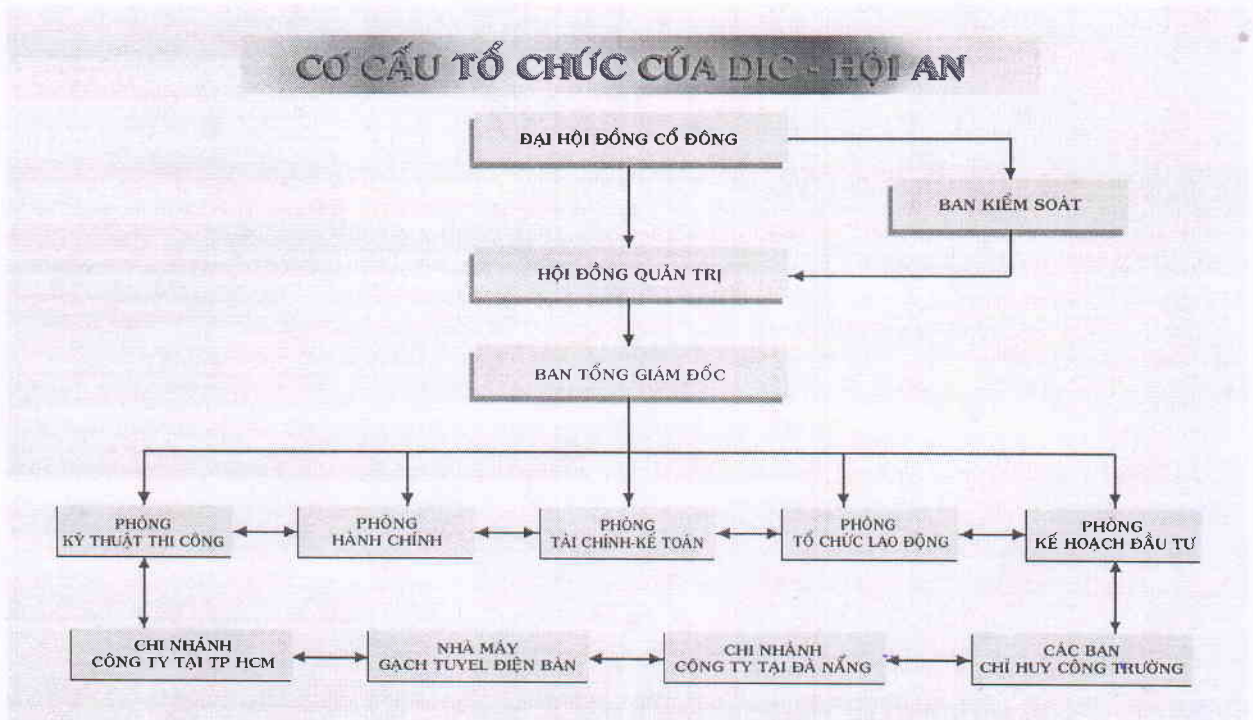 CƠ CẤU TỔ CHỨC CỦA DIC - HỘI AN
ĐẠI HỘI ĐỒNG CỔ ĐÔNG
BAN KIỂM SOÁT
HỘI ĐỒNG QUẢN TRỊ
BAN TỔNG GIÁM ĐỐC
PHÒNG
KỸ THUẬT THI CÔNG
PHÒNG
HÀNH CHÍNH
PHÒNG
TÀI CHÍNH-KẾ TOÁN
PHÒNG
TỔ CHỨC LAO ĐỘNG
PHÒNG
KẾ HOẠCH ĐẦU TƯ
CHI NHÁNH
CÔNG TY TẠI TP HCM
NHÀ MÁY
GẠCH TUYEL ĐIỆN BÀN
CHI NHÁNH
CÔNG TY TẠI ĐÀ NẴNG
CÁC BAN
CHỈ HUY CÔNG TRƯỜNG